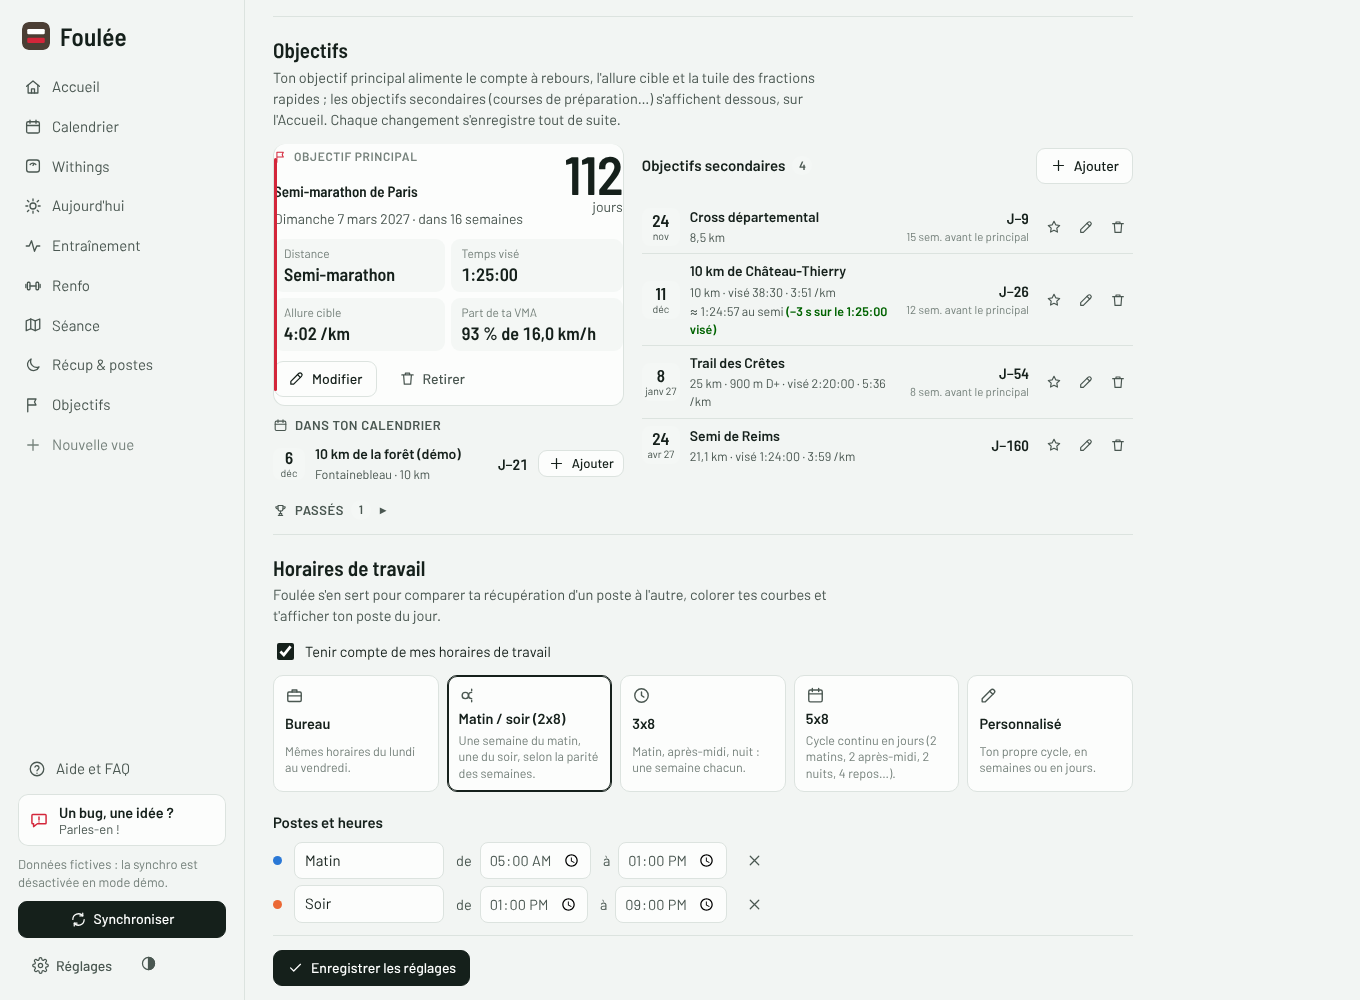 Foulée
Accueil
Calendrier
Withings
Aujourd'hui
Entraînement
Renfo
Séance
Récup & postes
Objectifs
Nouvelle vue
Aide et FAQ
Un bug, une idée ?
Parles-en !
Données fictives : la synchro est
désactivée en mode démo.
Synchroniser
Réglages
Objectifs
Ton objectif principal alimente le compte à rebours, l'allure cible et la tuile des fractions
rapides ; les objectifs secondaires (courses de préparation…) s'affichent dessous, sur
l'Accueil. Chaque changement s'enregistre tout de suite.
OBJECTIF PRINCIPAL
112
jours
Semi-marathon de Paris
Dimanche 7 mars 2027 · dans 16 semaines
Distance
Semi-marathon
Temps visé
1:25:00
Allure cible
4:02 /km
Part de ta VMA
93 % de 16,0 km/h
Modifier
Retirer
DANS TON CALENDRIER
6
déc
10 km de la forêt (démo)
Fontainebleau · 10 km
J−21
Ajouter
PASSÉS 1
Objectifs secondaires 4
Ajouter
24
nov
Cross départemental
8,5 km
J−9
15 sem. avant le principal
11
déc
10 km de Château-Thierry
10 km · visé 38:30 · 3:51 /km
≈ 1:24:57 au semi (−3 s sur le 1:25:00
visé)
J−26
12 sem. avant le principal
8
janv 27
Trail des Crêtes
25 km · 900 m D+ · visé 2:20:00 · 5:36
/km
J−54
8 sem. avant le principal
24
avr 27
Semi de Reims
21,1 km · visé 1:24:00 · 3:59 /km
J−160
Horaires de travail
Foulée s'en sert pour comparer ta récupération d'un poste à l'autre, colorer tes courbes et
t'afficher ton poste du jour.
Tenir compte de mes horaires de travail
Bureau
Mêmes horaires du lundi
au vendredi.
Matin / soir (2x8)
Une semaine du matin,
une du soir, selon la parité
des semaines.
3x8
Matin, après-midi, nuit :
une semaine chacun.
5x8
Cycle continu en jours (2
matins, 2 après-midi, 2
nuits, 4 repos…).
Personnalisé
Ton propre cycle, en
semaines ou en jours.
Postes et heures
Matin de 05:00 AM à 01:00 PM
Soir de 01:00 PM à 09:00 PM
Enregistrer les réglages